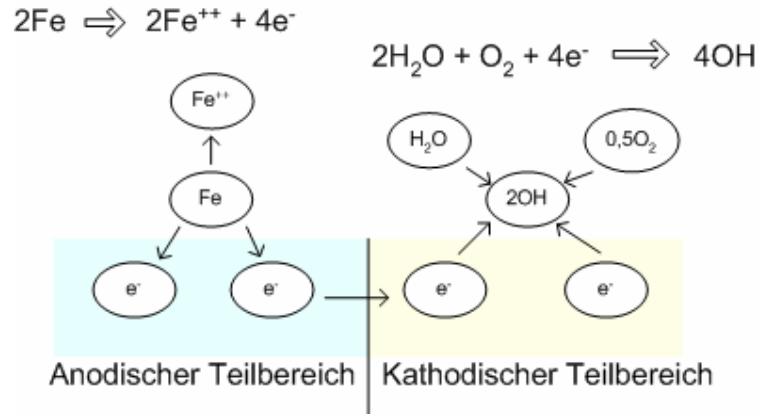 2Fe ⇒ 2Fe⁺⁺ + 4e⁻
2H₂O + O₂ + 4e⁻ ⇒ 4OH
Fe⁺⁺
H₂O
0,5O₂
Fe
2OH
e⁻
e⁻
e⁻
e⁻
Anodischer Teilbereich
Kathodischer Teilbereich